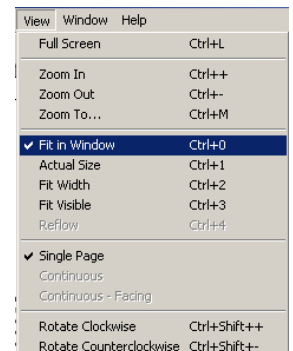 View Window Help
Full Screen Ctrl+L
Zoom In Ctrl++
Zoom Out Ctrl+-
Zoom To... Ctrl+M
Fit in Window Ctrl+0
Actual Size Ctrl+1
Fit Width Ctrl+2
Fit Visible Ctrl+3
Reflow Ctrl+4
Single Page
Continuous
Continuous - Facing
Rotate Clockwise Ctrl+Shift++
Rotate Counterclockwise Ctrl+Shift+-